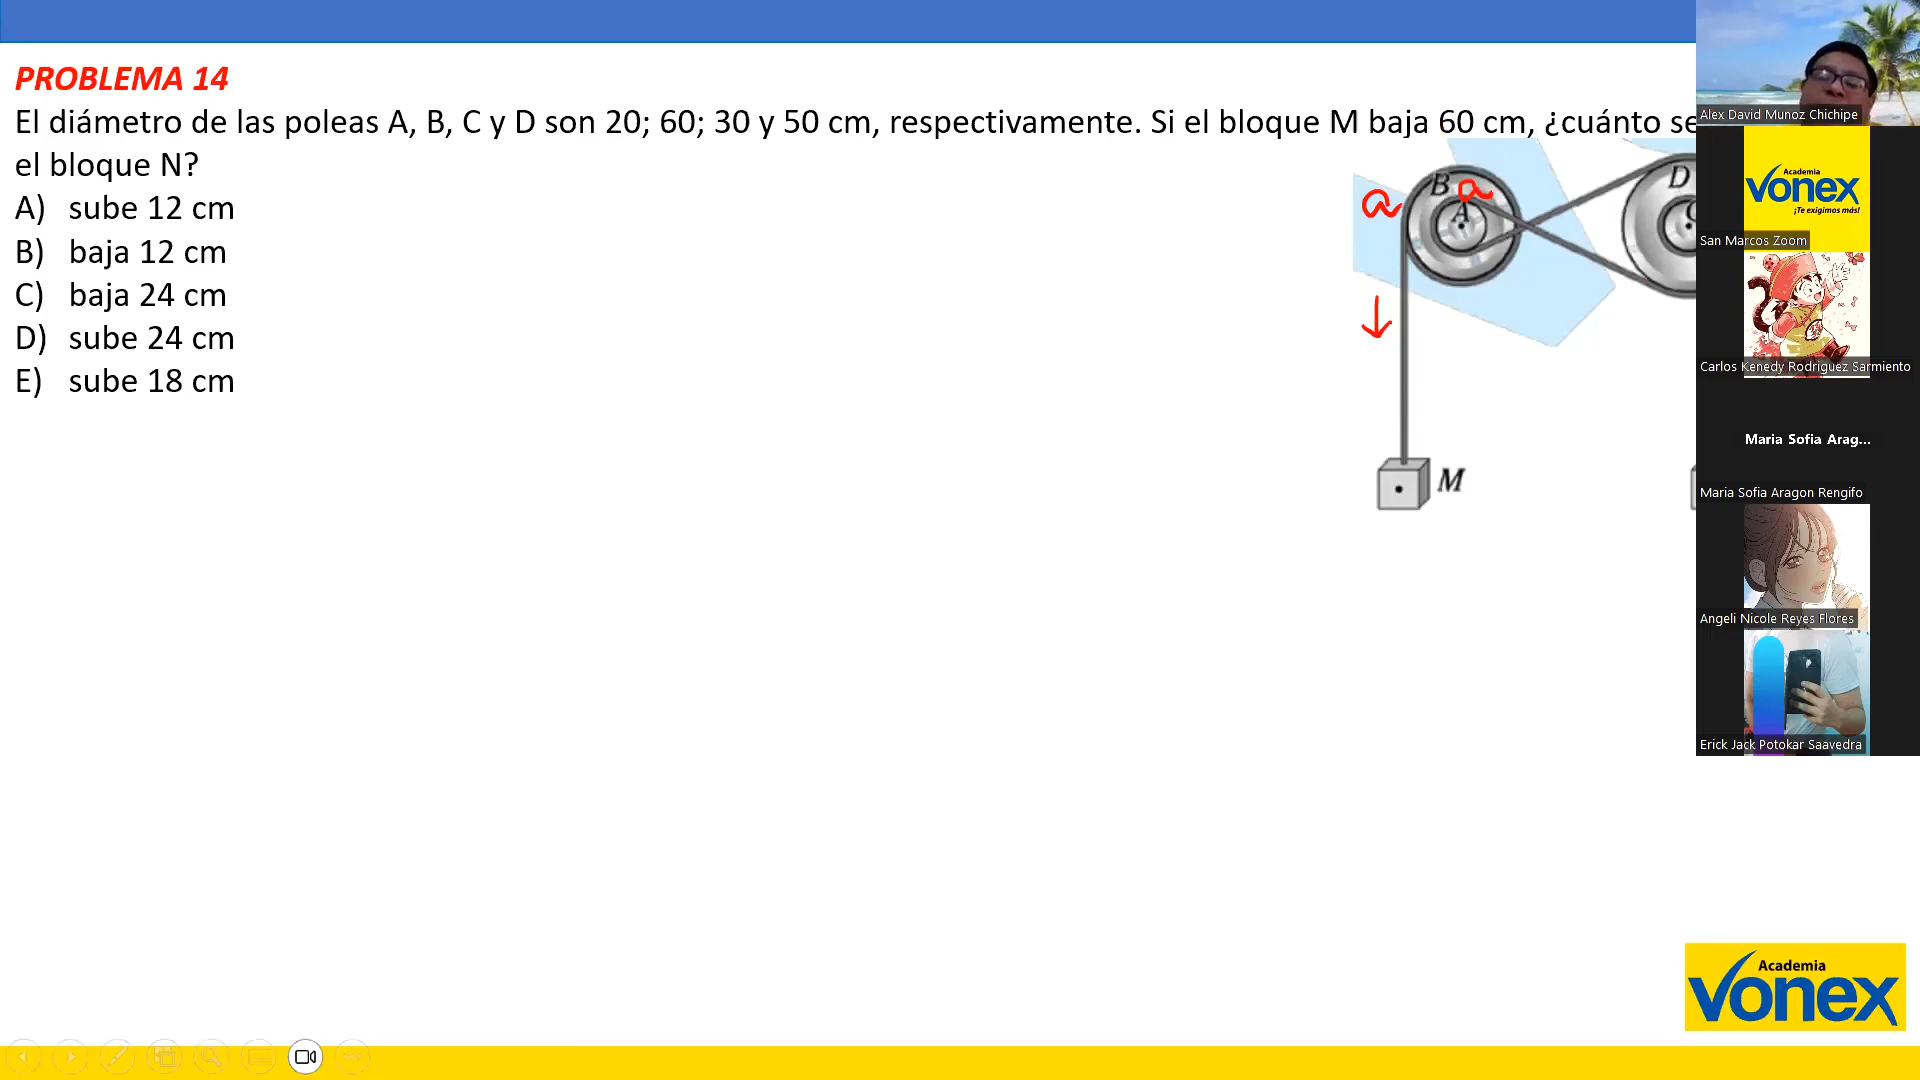 PROBLEMA 14
El diámetro de las poleas A, B, C y D son 20; 60; 30 y 50 cm, respectivamente. Si el bloque M baja 60 cm, ¿cuánto se
el bloque N?
A) sube 12 cm
B) baja 12 cm
C) baja 24 cm
D) sube 24 cm
E) sube 18 cm
B
A
a
a
D
M
Alex David Munoz Chichipe
Academia
vonex
¡Te exigimos más!
San Marcos Zoom
Carlos Kenedy Rodriguez Sarmiento
Maria Sofia Arag...
Maria Sofia Aragon Rengifo
Angeli Nicole Reyes Flores
Erick Jack Potokar Saavedra
Academia
vonex